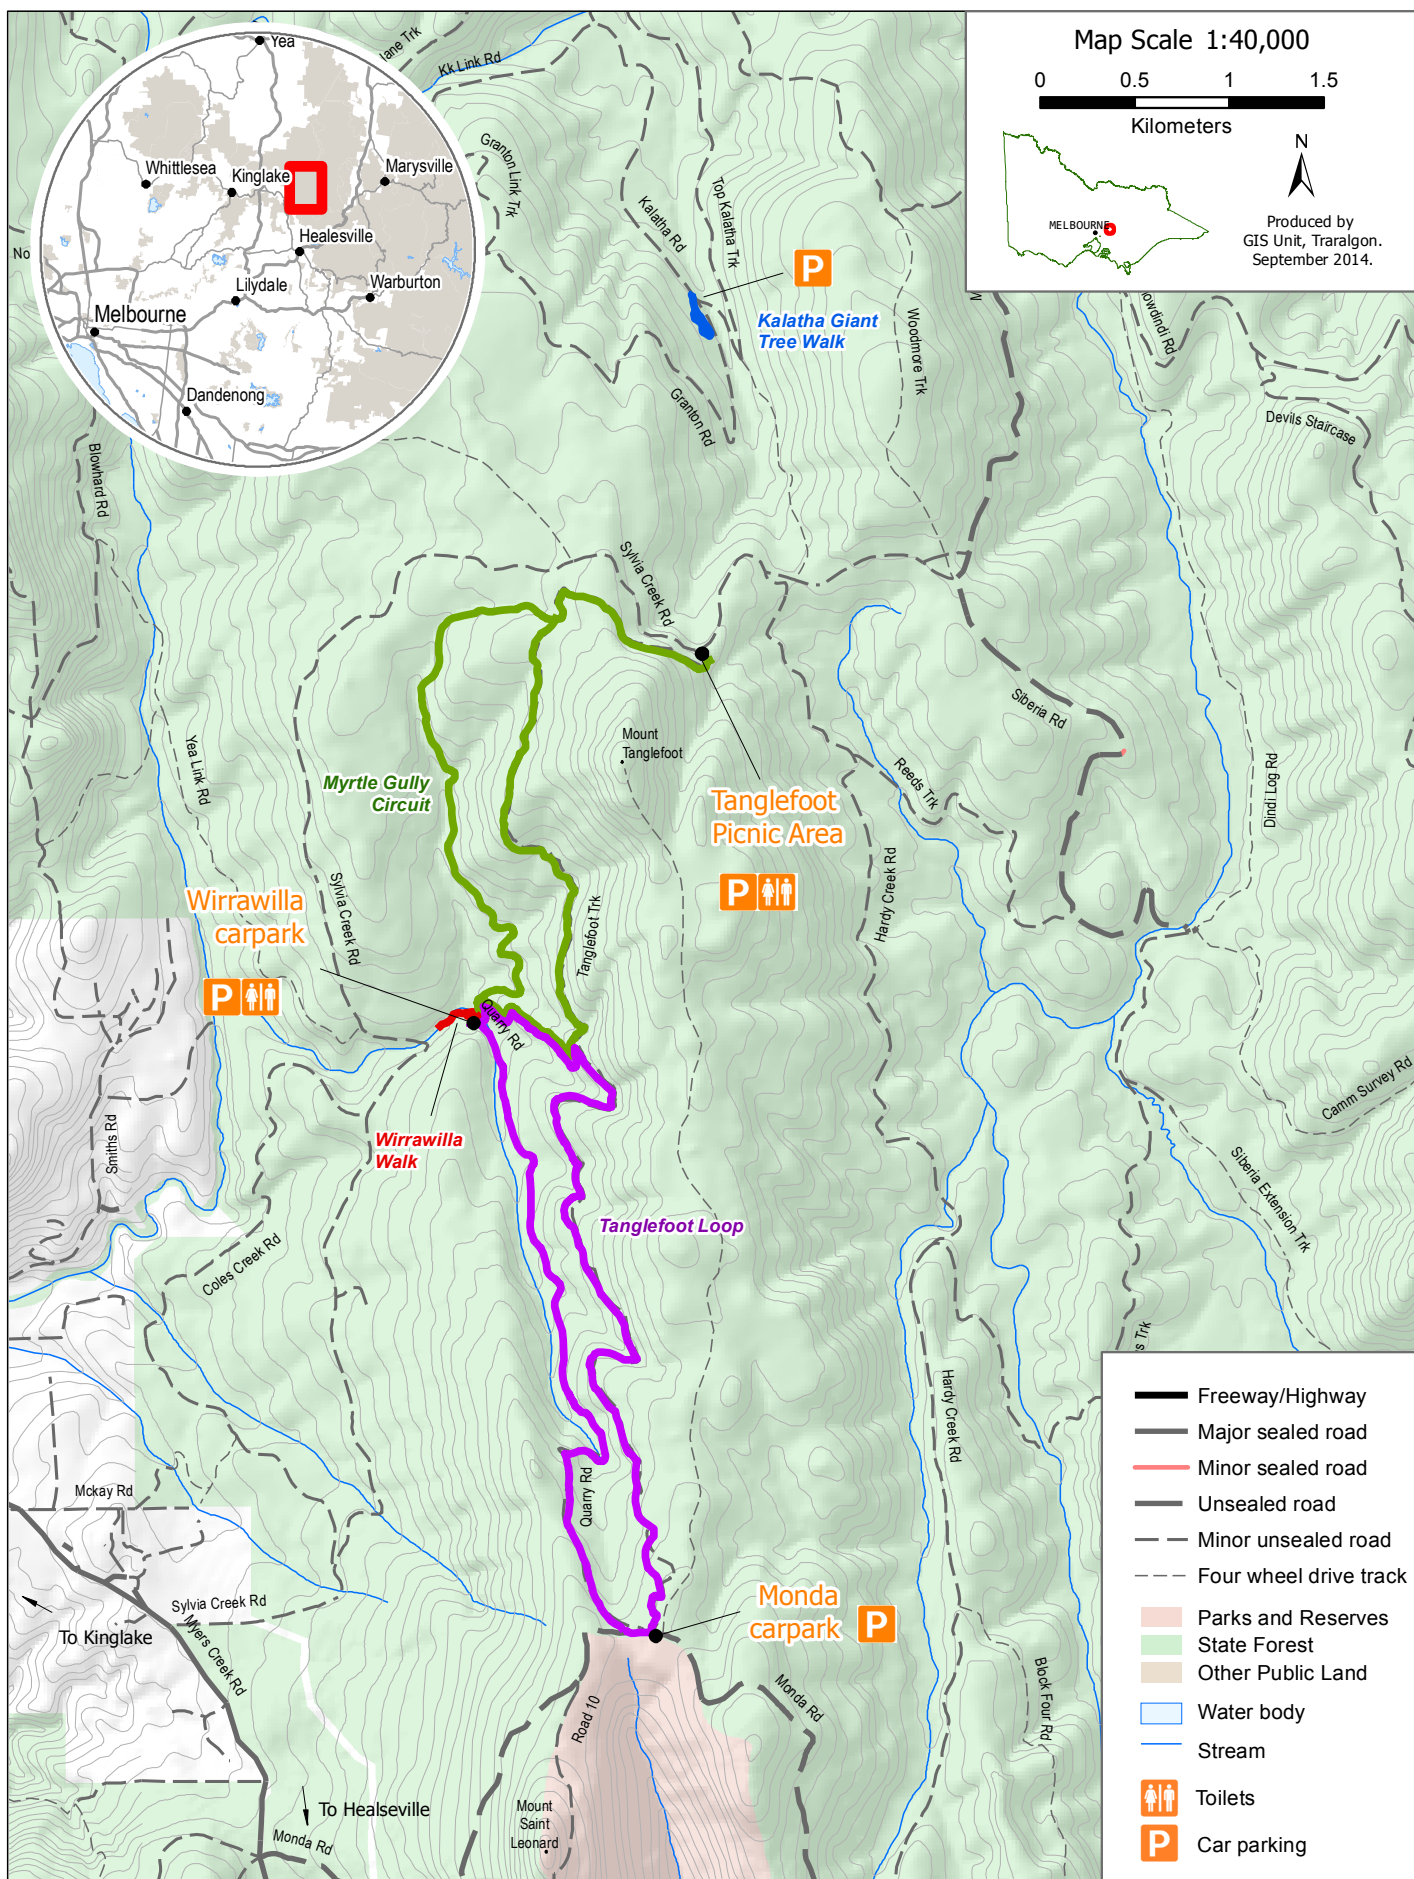 Map Scale 1:40,000
0 0.5 1 1.5
Kilometers
N
MELBOURNE
Produced by
GIS Unit, Traralgon.
September 2014.
Yea
Whittlesea
Kinglake
Marysville
Healesville
Lilydale
Warburton
Melbourne
Dandenong
No
lane Trk
Kk Link Rd
Granton Link Trk
Kalatha Rd
Top Kalatha Trk
P
Kalatha Giant
Tree Walk
Granton Rd
Woodmore Trk
owdindi Rd
Devils Staircase
Blowhard Rd
Sylvia Creek Rd
Siberia Rd
Mount
Tanglefoot
Yea Link Rd
Myrtle Gully
Circuit
Tanglefoot
Picnic Area
P
Reeds Trk
Dindi Log Rd
Hardy Creek Rd
Wirrawilla
carpark
P
Sylvia Creek Rd
Tanglefoot Trk
Quarry Rd
Smiths Rd
Wirrawilla
Walk
Camm Survey Rd
Siberia Extension Trk
Tanglefoot Loop
Coles Creek Rd
s Trk
Hardy Creek Rd
Mckay Rd
Quarry Rd
Sylvia Creek Rd
To Kinglake
Myers Creek Rd
Monda
carpark
P
Monda Rd
Road 10
Block Four Rd
To Healseville
Monda Rd
Mount
Saint
Leonard
Freeway/Highway
Major sealed road
Minor sealed road
Unsealed road
Minor unsealed road
Four wheel drive track
Parks and Reserves
State Forest
Other Public Land
Water body
Stream
Toilets
P Car parking